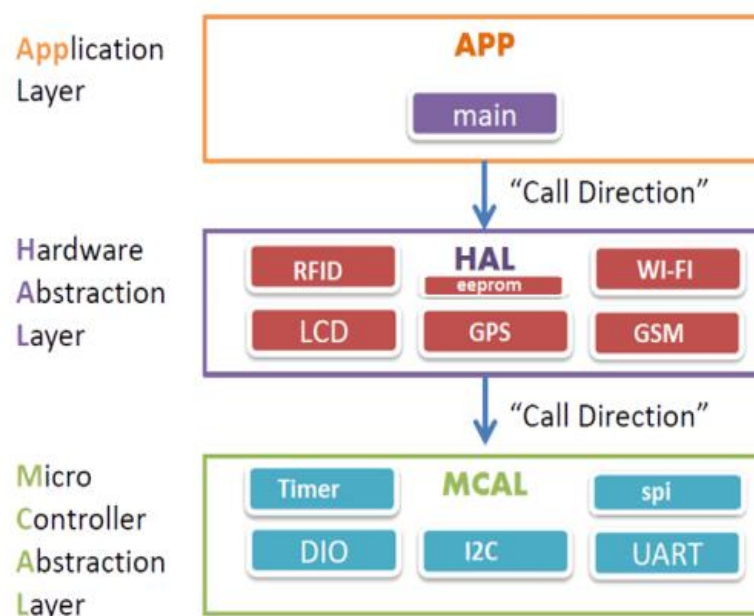 Application
Layer
APP
main
"Call Direction"
Hardware
Abstraction
Layer
RFID
HAL
eeprom
WI-FI
LCD
GPS
GSM
"Call Direction"
Micro
Controller
Abstraction
Layer
Timer
MCAL
spi
DIO
I2C
UART